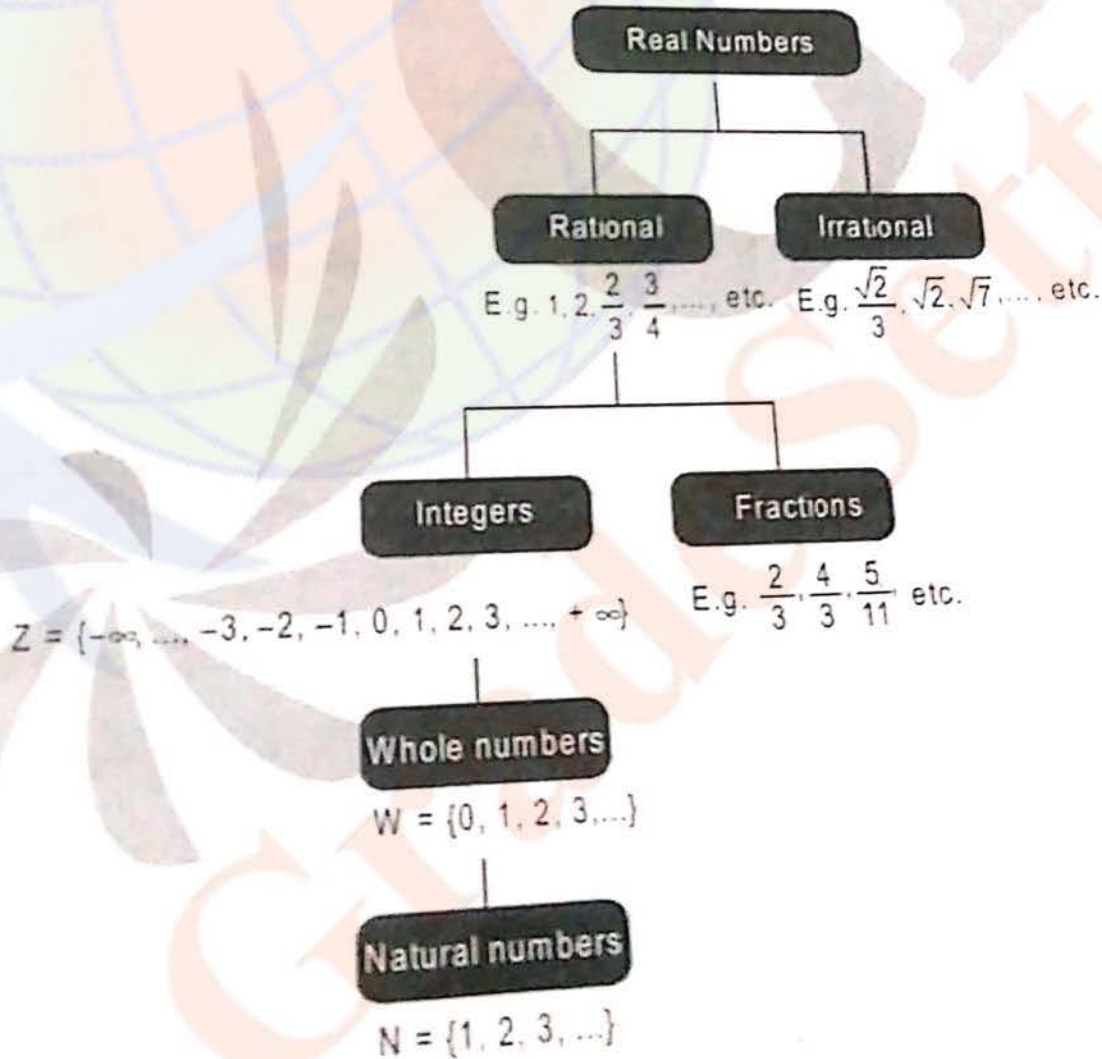 Real Numbers
Rational
Irrational
E.g. 1, 2, 2/3, 3/4, ..., etc.
E.g. √2/3, √2, √7, ..., etc.
Integers
Fractions
Z = {-∞, ..., -3, -2, -1, 0, 1, 2, 3, ..., + ∞}
E.g. 2/3, 4/3, 5/11, etc.
Whole numbers
W = {0, 1, 2, 3,...}
Natural numbers
N = {1, 2, 3, ...}